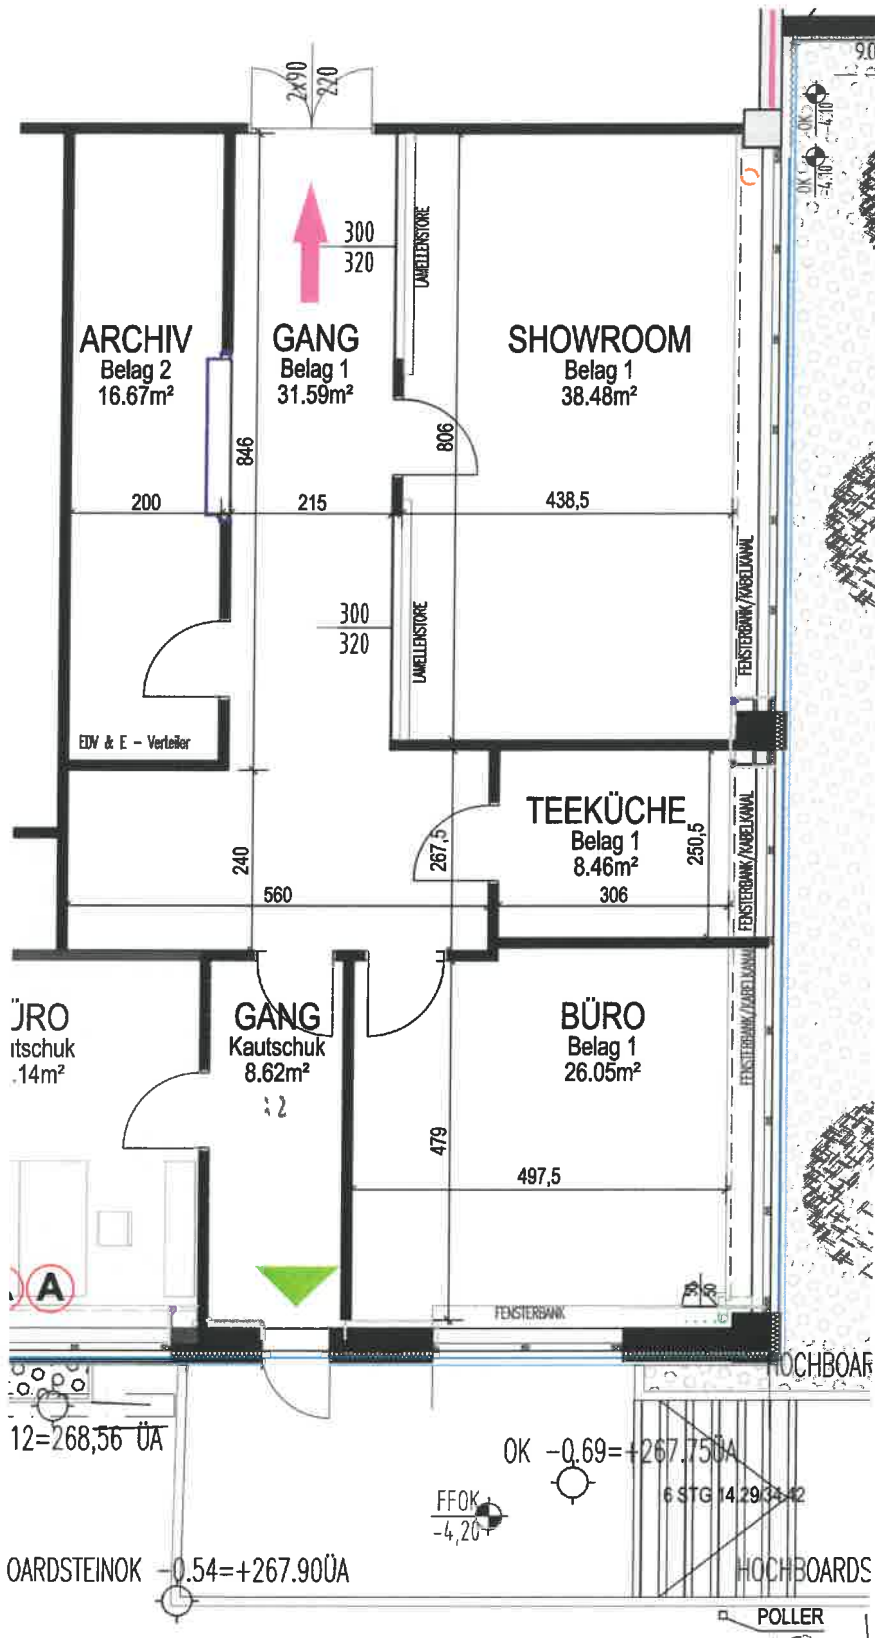 2x90
220
9.0
OK
-4.10
OK
-4.10
300
320
LAMELLENSTORE
ARCHIV
Belag 2
16.67m²
GANG
Belag 1
31.59m²
SHOWROOM
Belag 1
38.48m²
846
806
200
215
438,5
FENSTERBANK/KABELKANAL
300
320
LAMELLENSTORE
EDV & E - Verteiler
TEEKÜCHE
Belag 1
8.46m²
250,5
267,5
240
FENSTERBANK/KABELKANAL
560
306
FENSTERBANK/KABELKANAL
ÜRO
utschuk
.14m²
GANG
Kautschuk
8.62m²
BÜRO
Belag 1
26.05m²
479
497,5
A
50
50
FENSTERBANK
HOCHBOAR
12=268,56 ÜA
OK -0.69=+267.75ÜA
6 STG 14,29/34,42
FFOK
-4,20
OARDSTEINOK -0.54=+267.90ÜA
HOCHBOARDS
POLLER